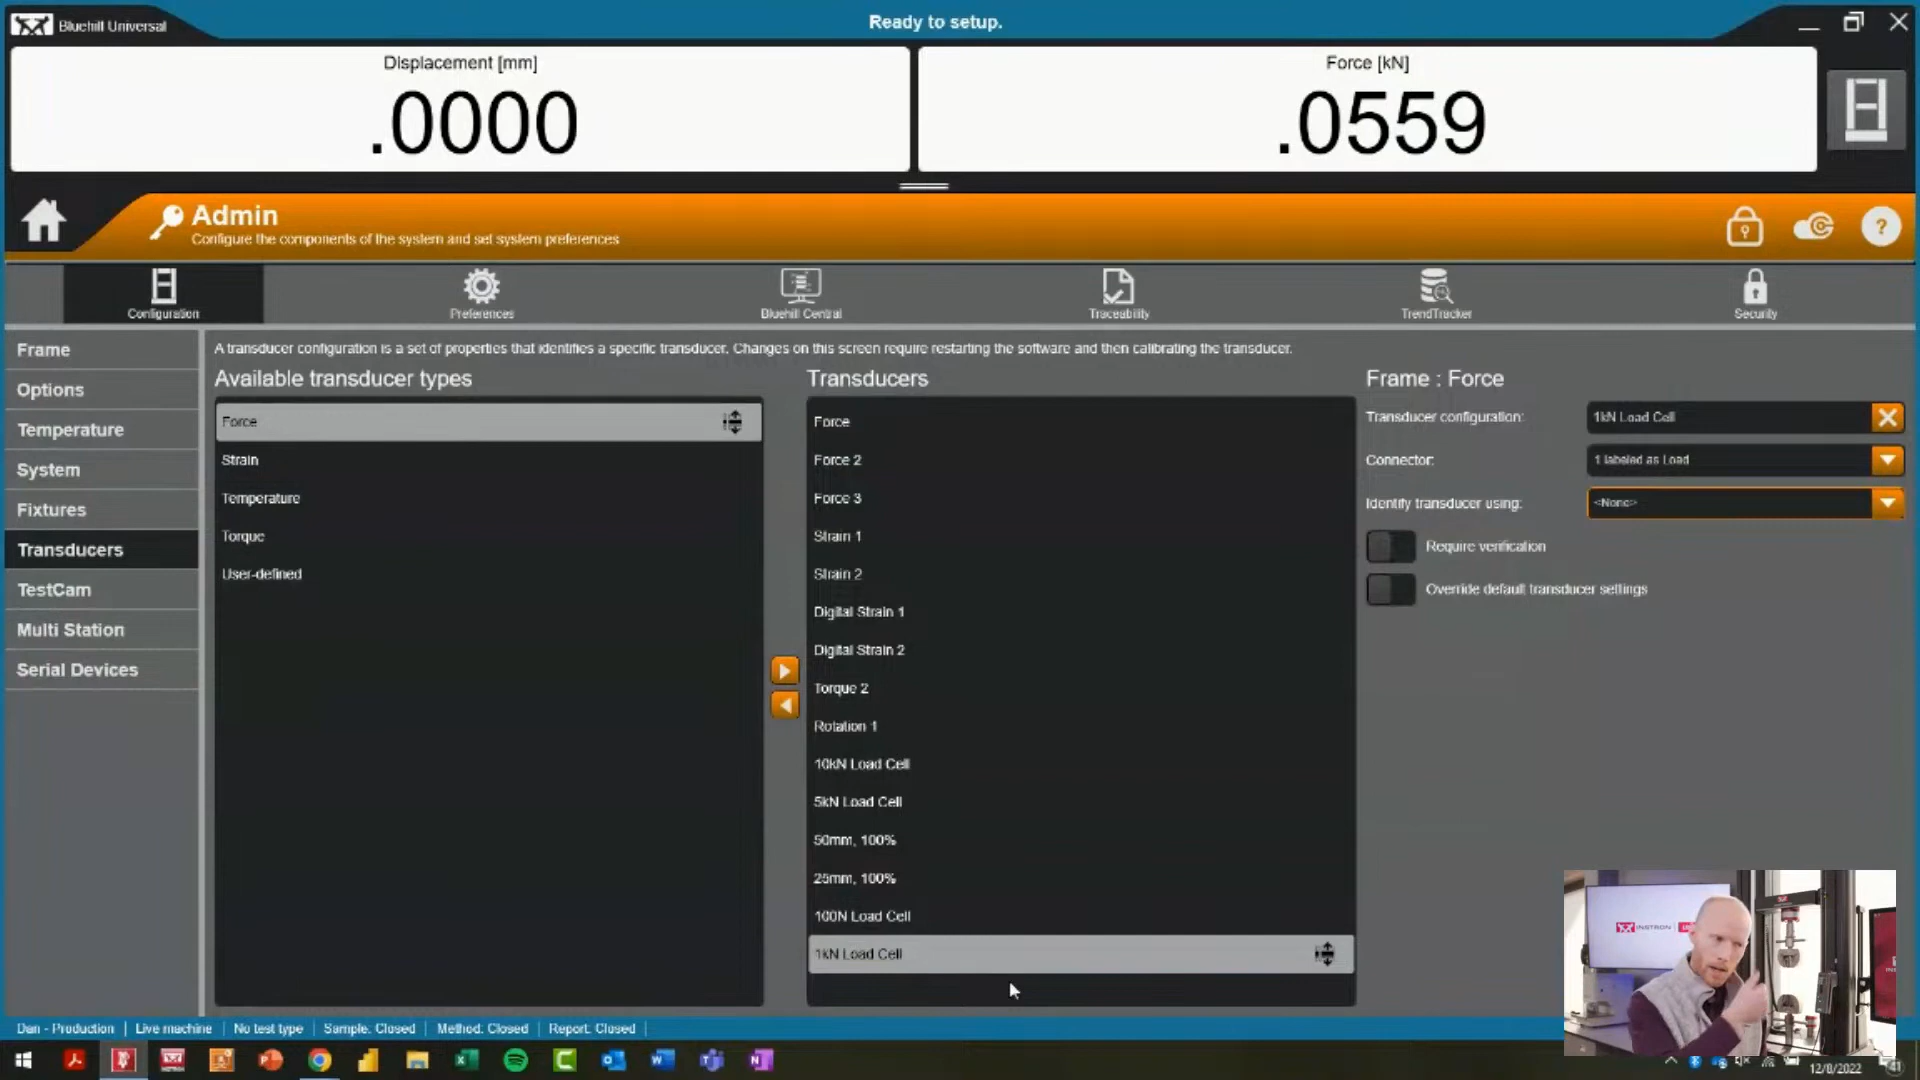 Bluehill Universal
Ready to setup.
Displacement [mm]
.0000
Force [kN]
.0559
Admin
Configure the components of the system and set system preferences
?
Configuration
Preferences
Bluehill Central
Traceability
TrendTracker
Security
Frame
Options
Temperature
System
Fixtures
Transducers
TestCam
Multi Station
Serial Devices
A transducer configuration is a set of properties that identifies a specific transducer. Changes on this screen require restarting the software and then calibrating the transducer.
Available transducer types
Force
Strain
Temperature
Torque
User-defined
Transducers
Force
Force 2
Force 3
Strain 1
Strain 2
Digital Strain 1
Digital Strain 2
Torque 2
Rotation 1
10kN Load Cell
5kN Load Cell
50mm, 100%
25mm, 100%
100N Load Cell
1kN Load Cell
Frame : Force
Transducer configuration:
1kN Load Cell
Connector:
1 labeled as Load
Identify transducer using:
<None>
Require verification
Override default transducer settings
INSTRON
Dan - Production
Live machine
No test type
Sample: Closed
Method: Closed
Report: Closed
12/8/2022